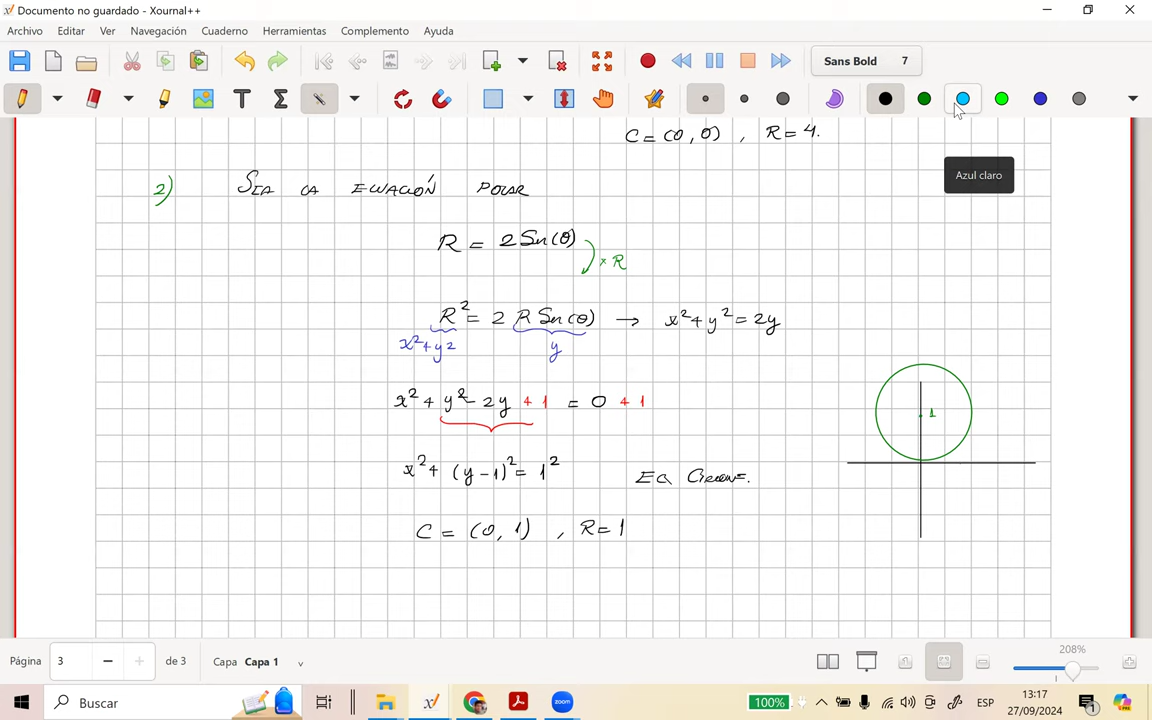 Documento no guardado - Xournal++
Archivo Editar Ver Navegación Cuaderno Herramientas Complemento Ayuda
Sans Bold 7
T Σ
Azul claro
C = (0, 0) , R = 4.
2) SEA LA ECUACIÓN POLAR
R = 2 Sen(θ)
× R
R² = 2 R Sen(θ) → x² + y² = 2y
x² + y² y
x² + y² - 2y + 1 = 0 + 1
1
x² + (y - 1)² = 1² EC CIRCUNF.
C = (0, 1) , R = 1
Página 3 de 3 Capa Capa 1 208%
Buscar 100% ESP 13:17
27/09/2024 1